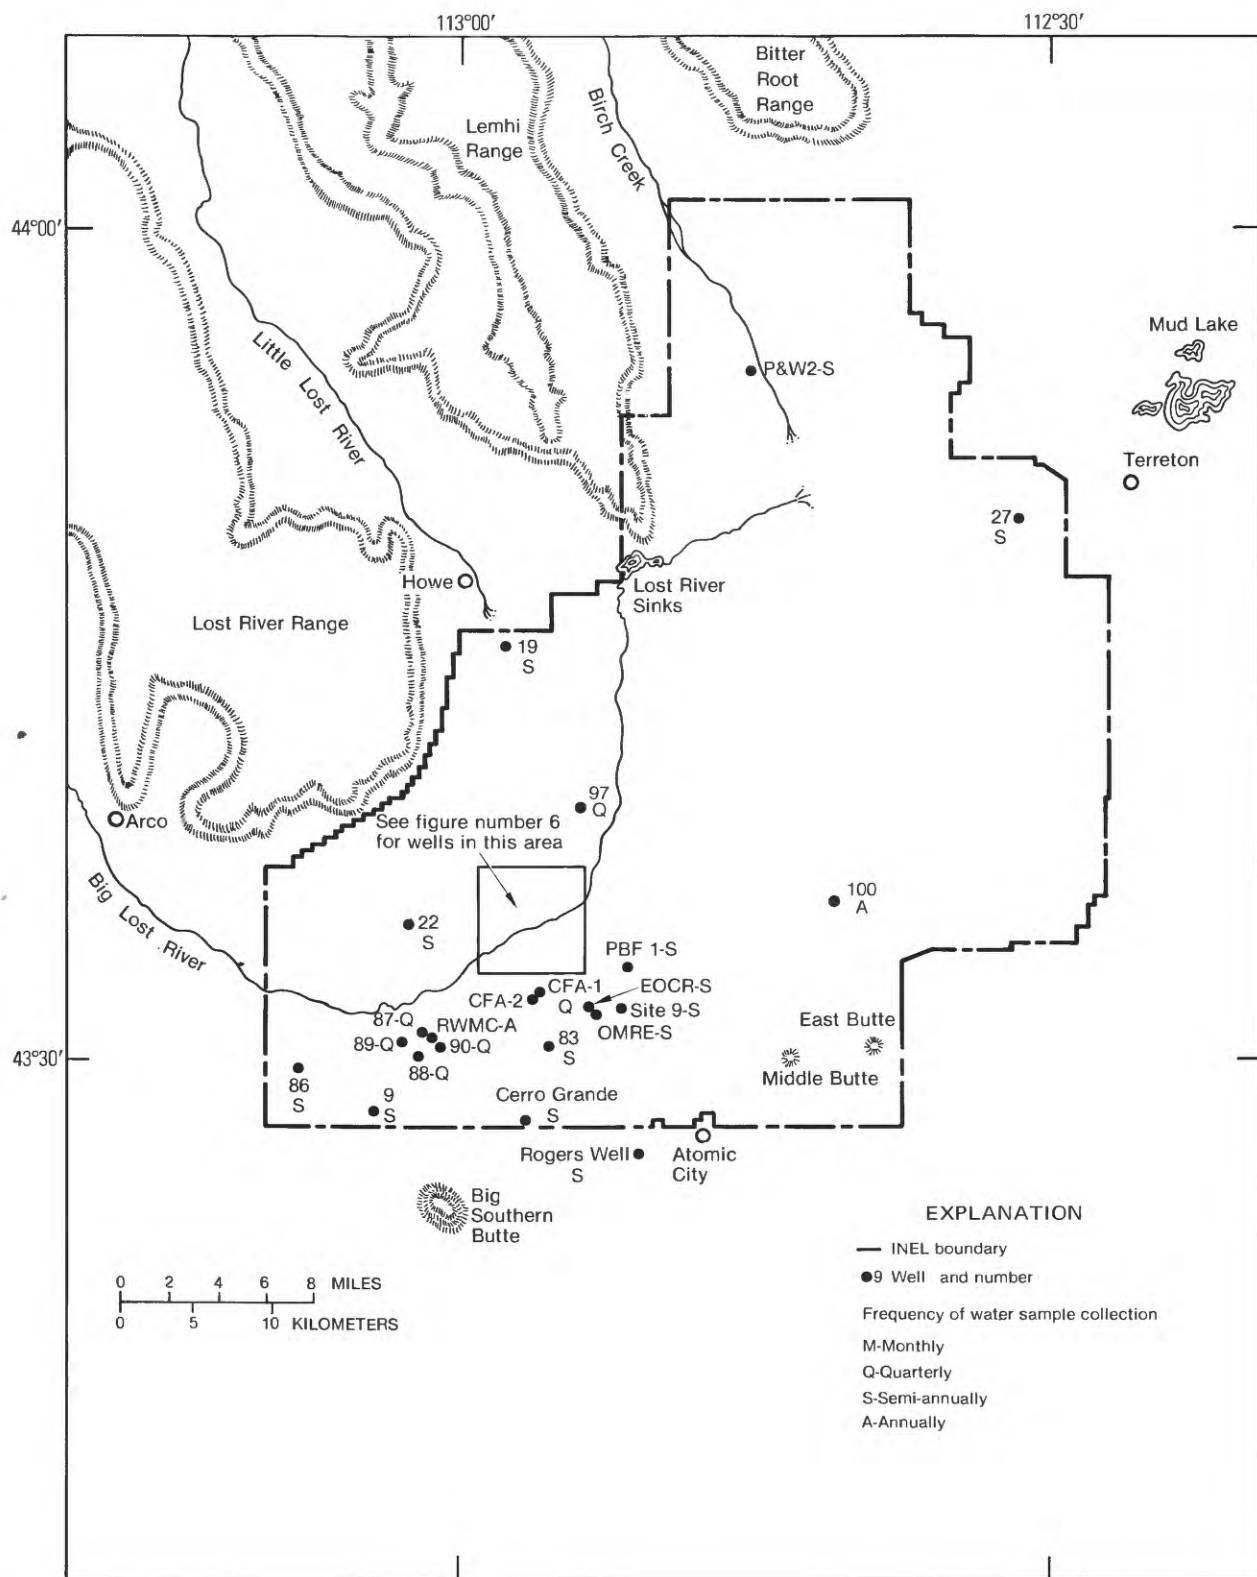 113°00'
112°30'
Bitter
Root
Range
Lemhi
Range
Birch Creek
44°00'
Mud Lake
Little Lost River
P&W2-S
Terreton
27
S
Howe
Lost River
Sinks
Lost River Range
19
S
97
Q
See figure number 6
for wells in this area
Arco
Big Lost River
100
A
22
S
PBF 1-S
CFA-1
EOCR-S
CFA-2
Q
Site 9-S
87-Q
RWMC-A
OMRE-S
East Butte
89-Q
90-Q
83
S
43°30'
88-Q
Middle Butte
86
S
9
S
Cerro Grande
S
Rogers Well
S
Atomic
City
Big
Southern
Butte
EXPLANATION
INEL boundary
9 Well and number
Frequency of water sample collection
M-Monthly
Q-Quarterly
S-Semi-annually
A-Annually
0 2 4 6 8 MILES
0 5 10 KILOMETERS